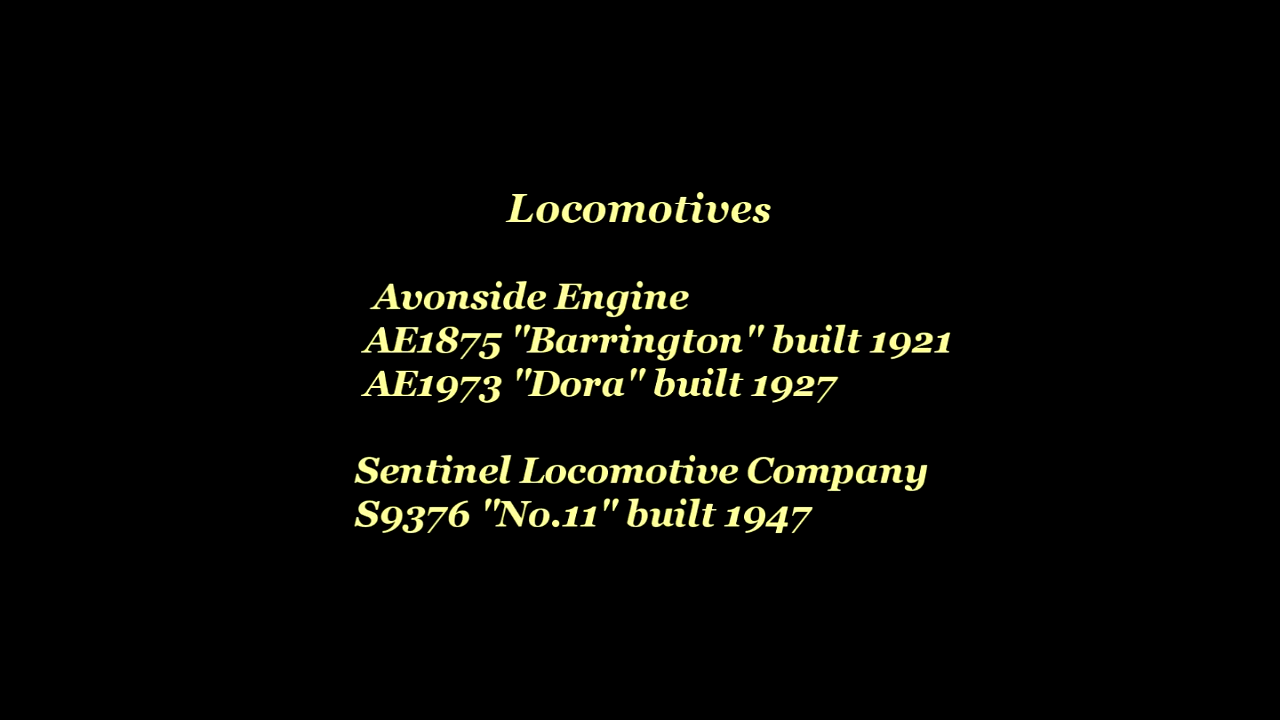 Locomotives
Avonside Engine
AE1875 "Barrington" built 1921
AE1973 "Dora" built 1927
Sentinel Locomotive Company
S9376 "No.11" built 1947